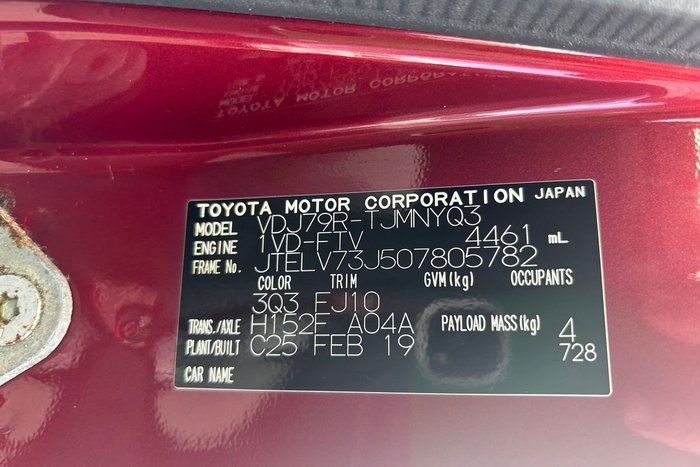 TOYOTA MOTOR CORPORATION JAPAN
MODEL VDJ79R-TJMNYQ3
ENGINE 1VD-FTV 4461 mL
FRAME No. JTELV73J507805782
COLOR TRIM GVM(kg) OCCUPANTS
3Q3 FJ10
TRANS./AXLE H152F A04A PAYLOAD MASS(kg) 4
PLANT/BUILT C25 FEB 19 728
CAR NAME